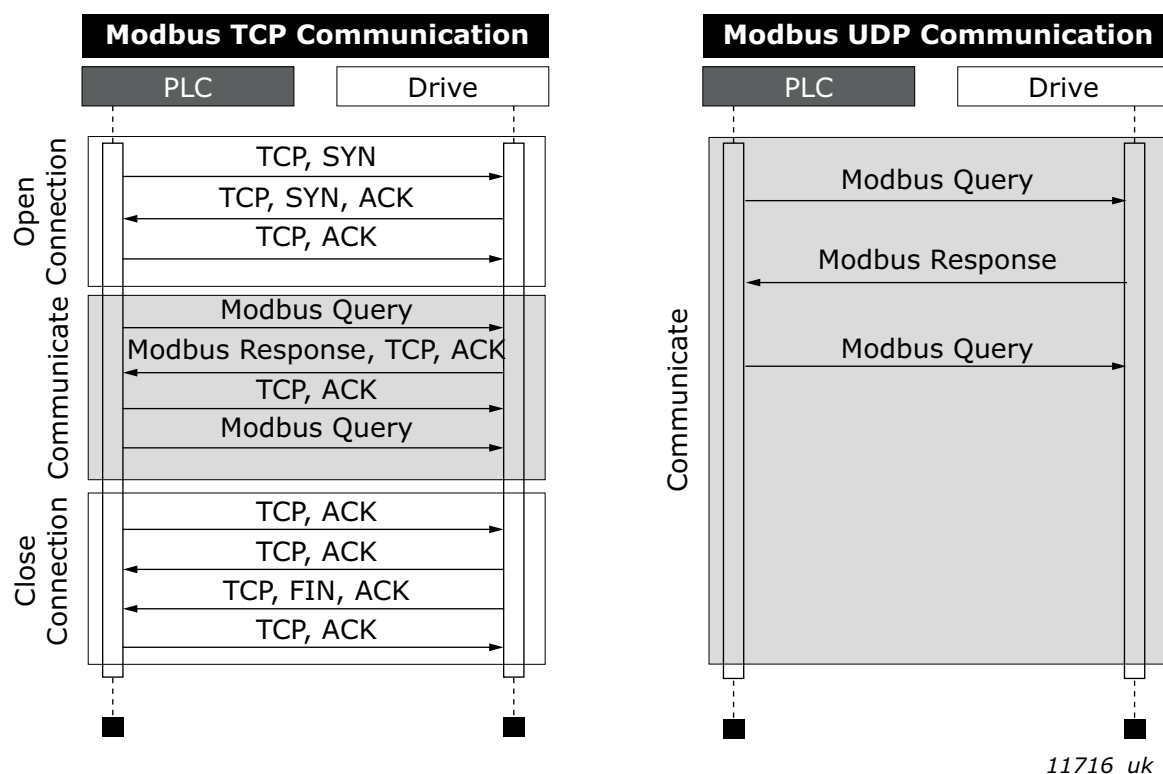 Modbus TCP Communication
PLC
Drive
Open
Connection
TCP, SYN
TCP, SYN, ACK
TCP, ACK
Communicate
Modbus Query
Modbus Response, TCP, ACK
TCP, ACK
Modbus Query
Close
Connection
TCP, ACK
TCP, ACK
TCP, FIN, ACK
TCP, ACK
Modbus UDP Communication
PLC
Drive
Communicate
Modbus Query
Modbus Response
Modbus Query
11716_uk